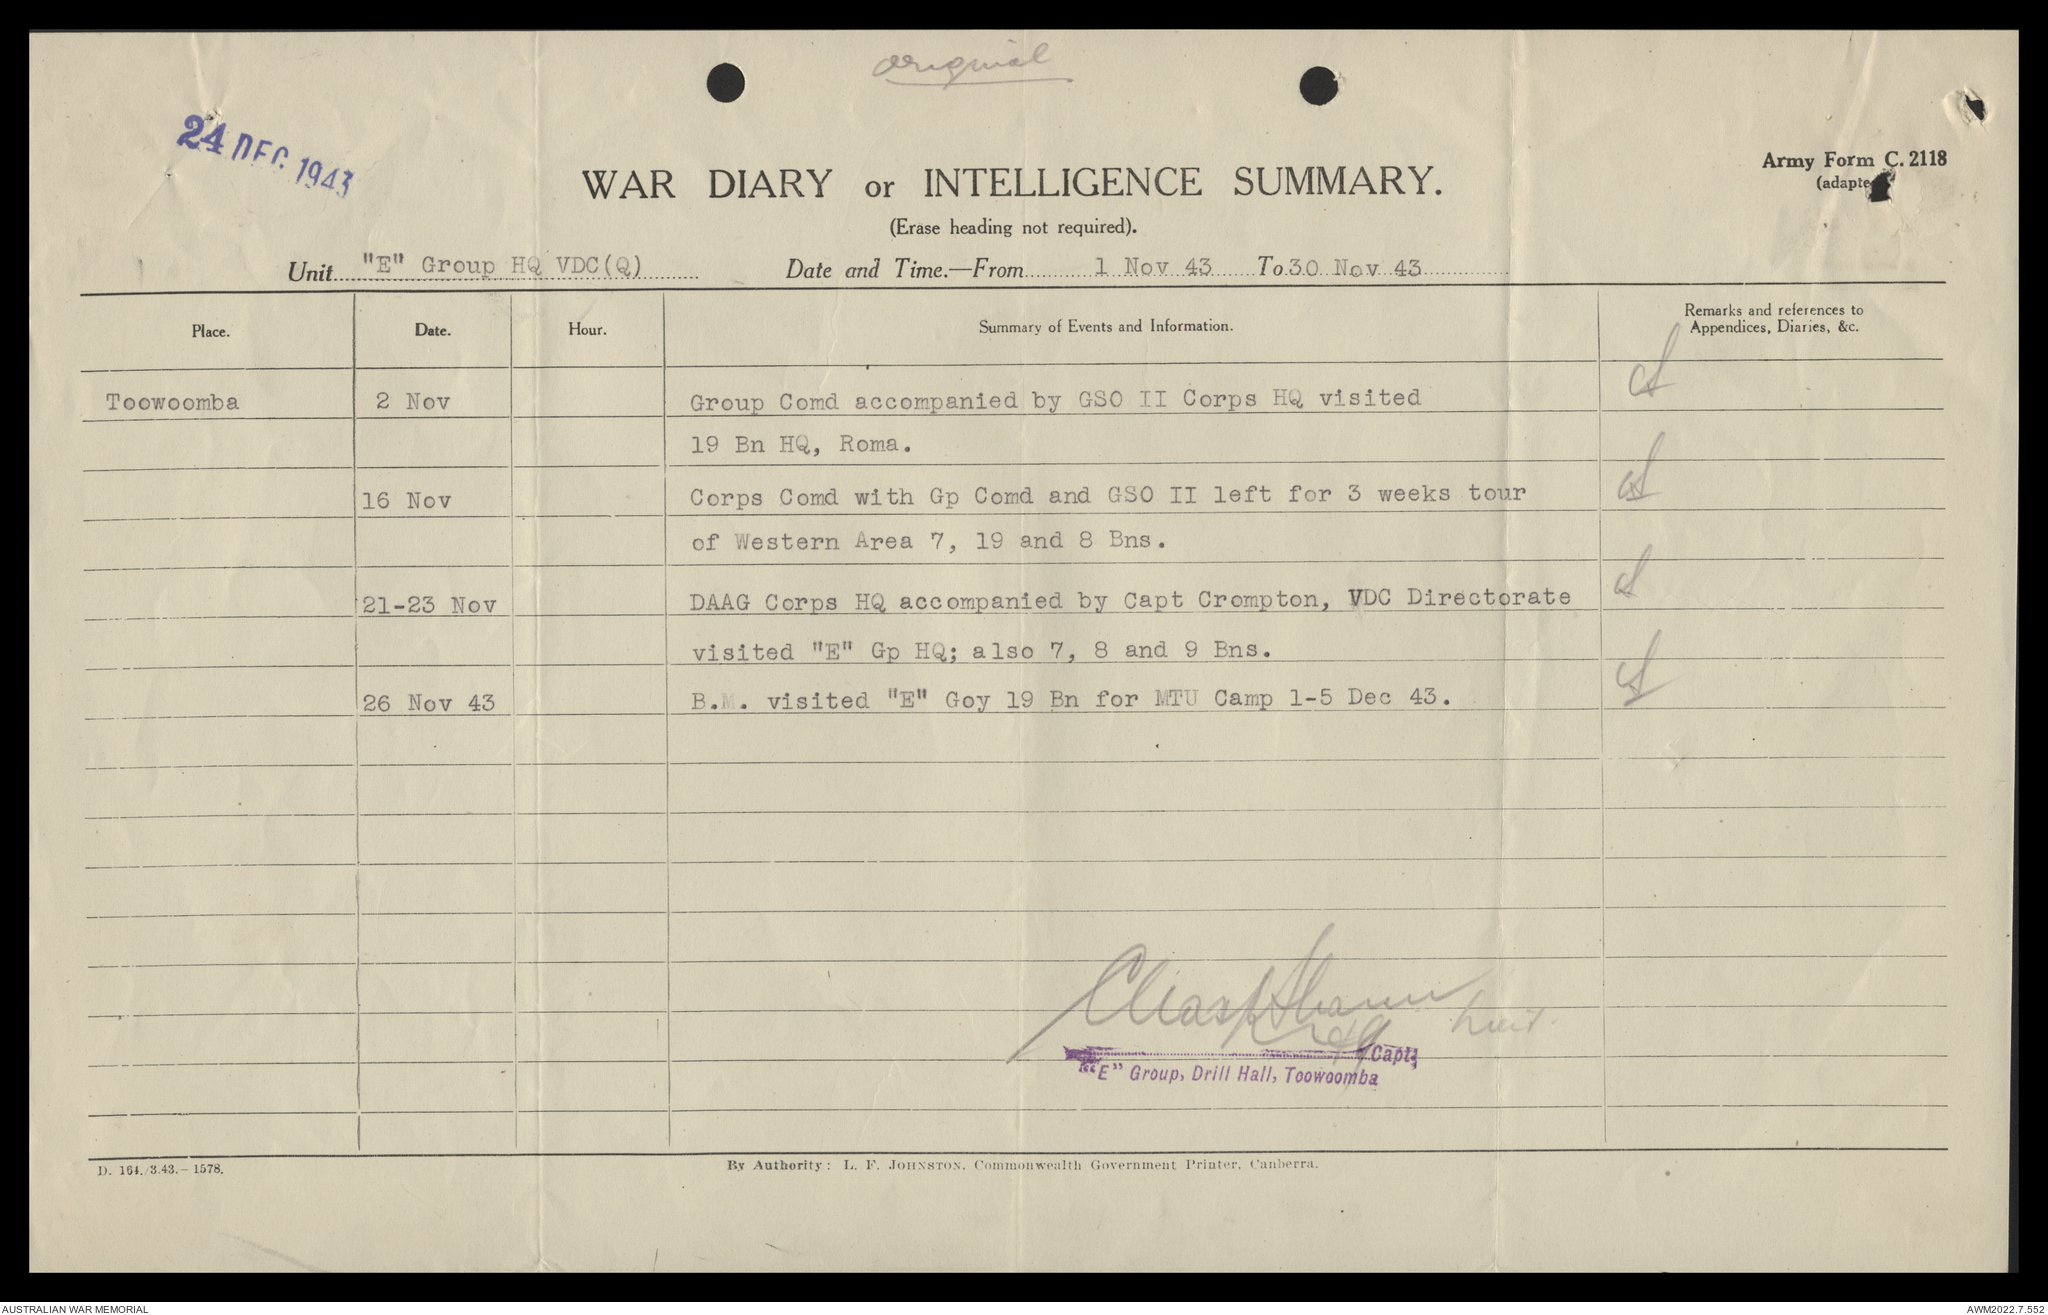 original
24 DEC 1943
Army Form C. 2118
WAR DIARY or INTELLIGENCE SUMMARY.
(adapte
(Erase heading not required).
Unit "E" Group HQ VDC(Q) Date and Time.—From 1 Nov 43 To 30 Nov 43
Place. Date. Hour. Summary of Events and Information. Remarks and references to
Appendices, Diaries, &c.
Toowoomba 2 Nov Group Comd accompanied by GSO II Corps HQ visited
19 Bn HQ, Roma.
16 Nov Corps Comd with Gp Comd and GSO II left for 3 weeks tour
of Western Area 7, 19 and 8 Bns.
21-23 Nov DAAG Corps HQ accompanied by Capt Crompton, VDC Directorate
visited "E" Gp HQ; also 7, 8 and 9 Bns.
26 Nov 43 B.M. visited "E" Goy 19 Bn for MTU Camp 1-5 Dec 43.
Lieut.
Capt.
"E" Group, Drill Hall, Toowoomba
D. 164./3.43.—1578.
By Authority: L. F. JOHNSTON, Commonwealth Government Printer, Canberra.
AUSTRALIAN WAR MEMORIAL
AWM2022.7.552